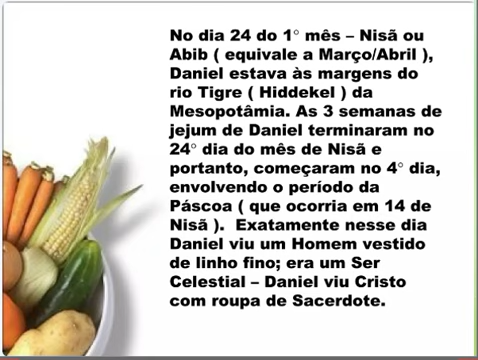 No dia 24 do 1° mês – Nisã ou
Abib ( equivale a Março/Abril ),
Daniel estava às margens do
rio Tigre ( Hiddekel ) da
Mesopotâmia. As 3 semanas de
jejum de Daniel terminaram no
24° dia do mês de Nisã e
portanto, começaram no 4° dia,
envolvendo o período da
Páscoa ( que ocorria em 14 de
Nisã ).  Exatamente nesse dia
Daniel viu um Homem vestido
de linho fino; era um Ser
Celestial – Daniel viu Cristo
com roupa de Sacerdote.